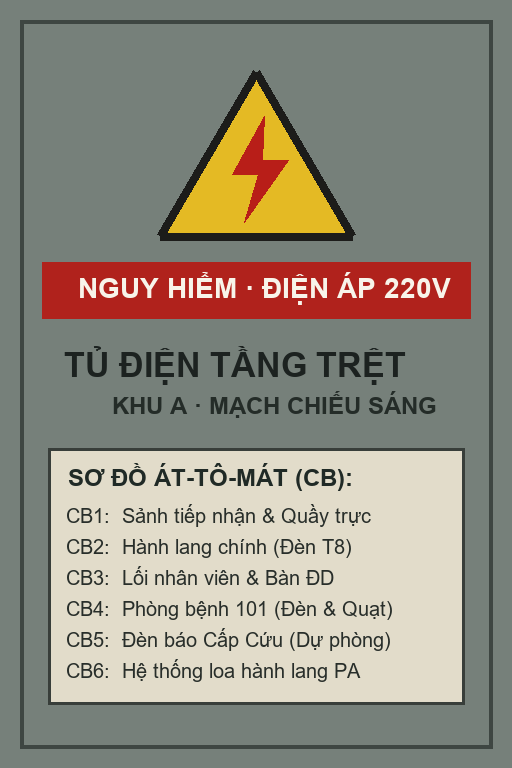 NGUY HIỂM · ĐIỆN ÁP 220V
TỦ ĐIỆN TẦNG TRỆT
KHU A · MẠCH CHIẾU SÁNG
SƠ ĐỒ ÁT-TÔ-MÁT (CB):
CB1: Sảnh tiếp nhận & Quầy trực
CB2: Hành lang chính (Đèn T8)
CB3: Lối nhân viên & Bàn ĐD
CB4: Phòng bệnh 101 (Đèn & Quạt)
CB5: Đèn báo Cấp Cứu (Dự phòng)
CB6: Hệ thống loa hành lang PA